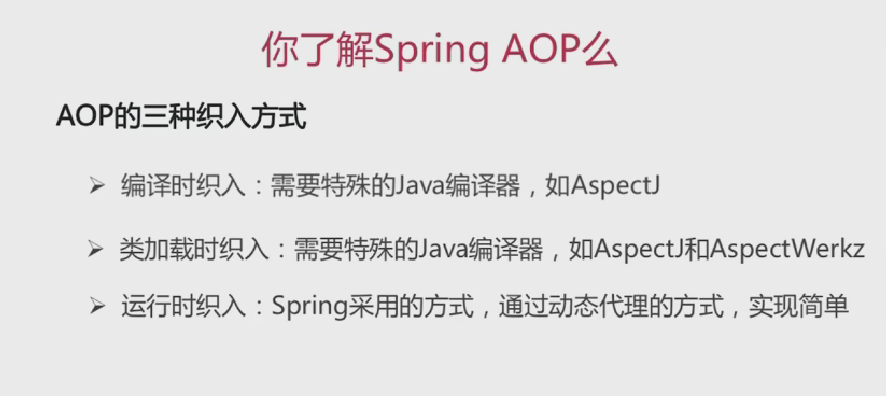 你了解Spring AOP么
AOP的三种织入方式
➢ 编译时织入：需要特殊的Java编译器，如AspectJ
➢ 类加载时织入：需要特殊的Java编译器，如AspectJ和AspectWerkz
➢ 运行时织入：Spring采用的方式，通过动态代理的方式，实现简单